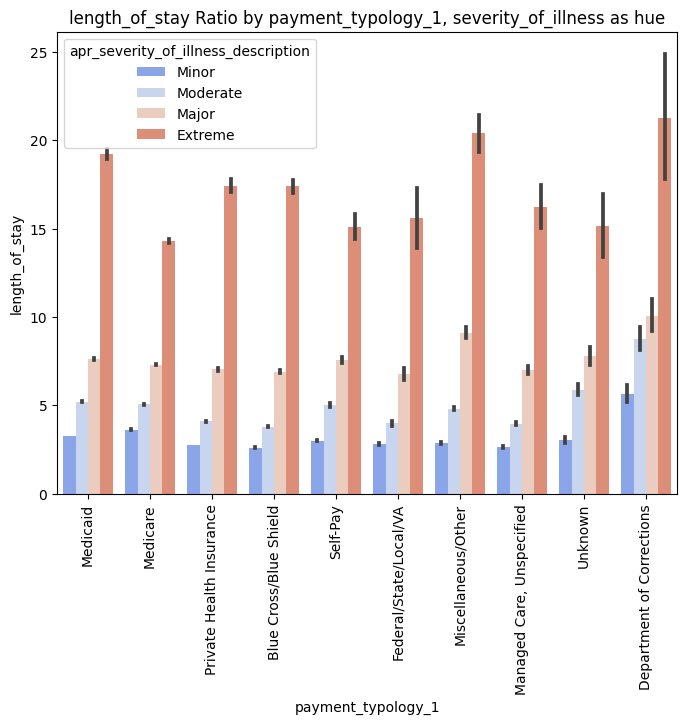 length_of_stay Ratio by payment_typology_1, severity_of_illness as hue
apr_severity_of_illness_description
Minor
Moderate
Major
Extreme
length_of_stay
25
20
15
10
5
0
Medicaid
Medicare
Private Health Insurance
Blue Cross/Blue Shield
Self-Pay
Federal/State/Local/VA
Miscellaneous/Other
Managed Care, Unspecified
Unknown
Department of Corrections
payment_typology_1